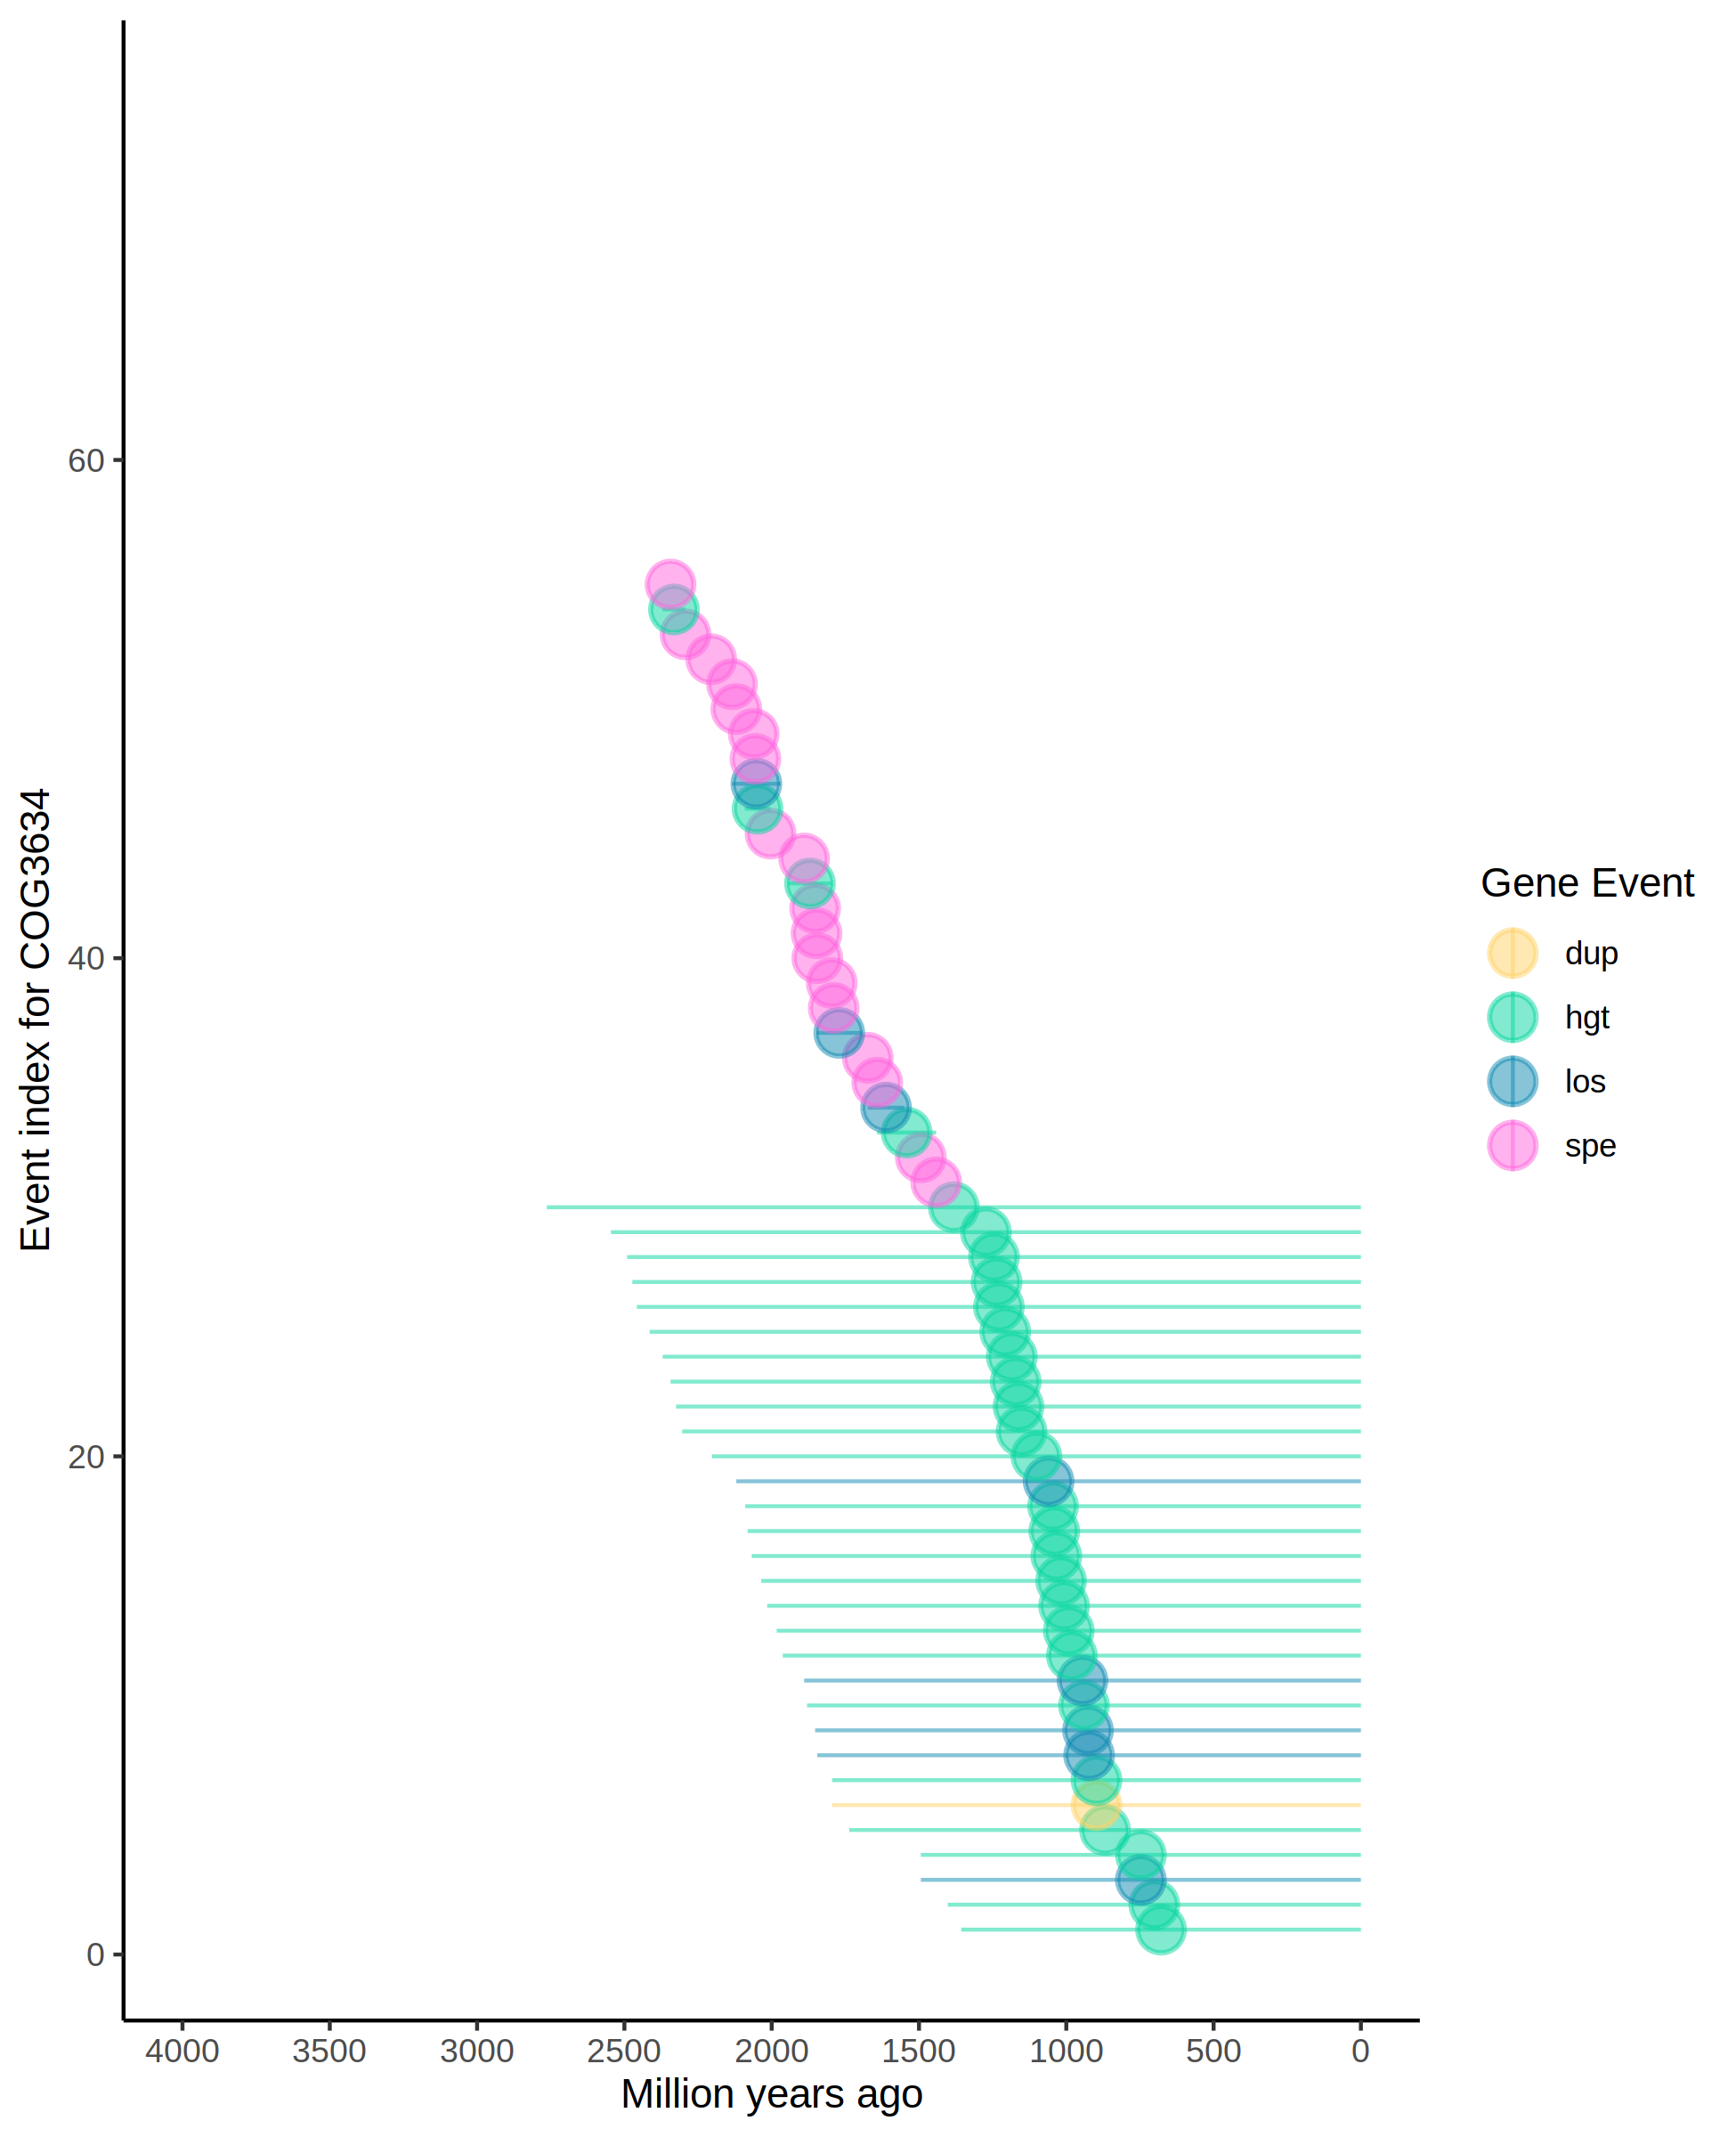 Event index for COG3634
60
40
20
0
4000 3500 3000 2500 2000 1500 1000 500 0
Million years ago
Gene Event
dup
hgt
los
spe